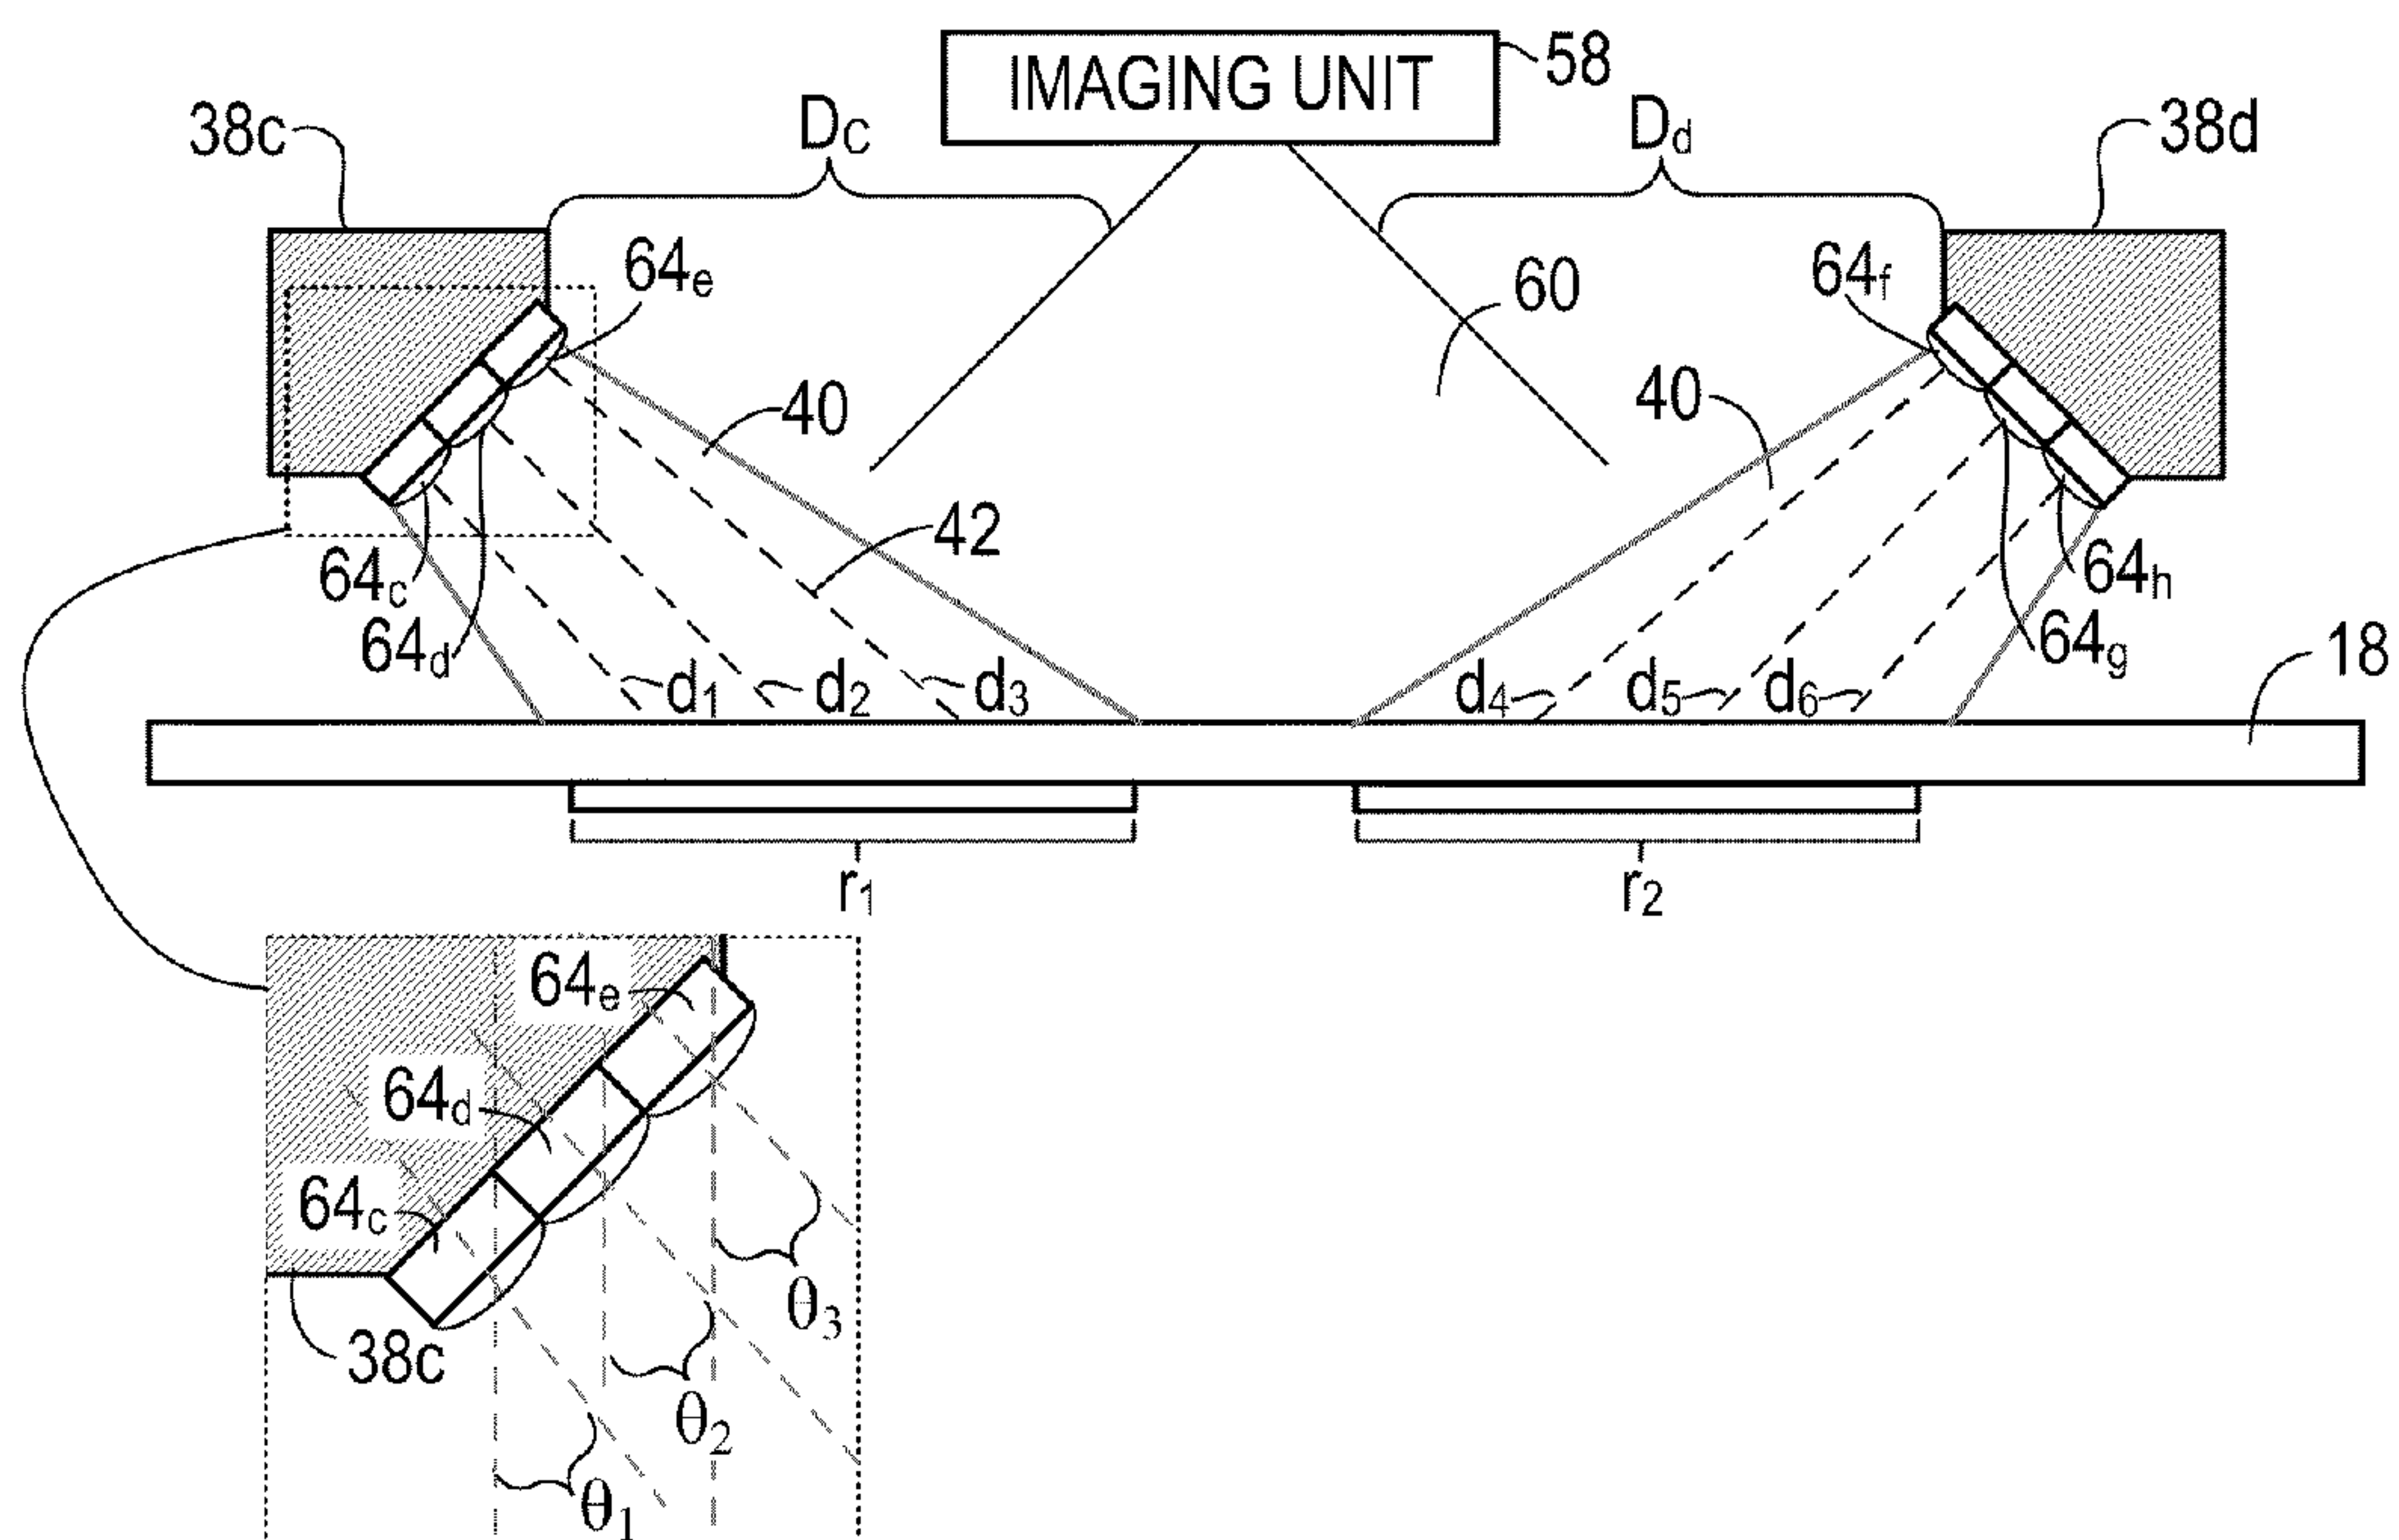 IMAGING UNIT
58
38c
Dc
Dd
38d
64e
64f
60
40
40
42
64c
64d
64h
64g
18
d1
d2
d3
d4
d5
d6
r1
r2
64e
64d
64c
θ3
38c
θ2
θ1